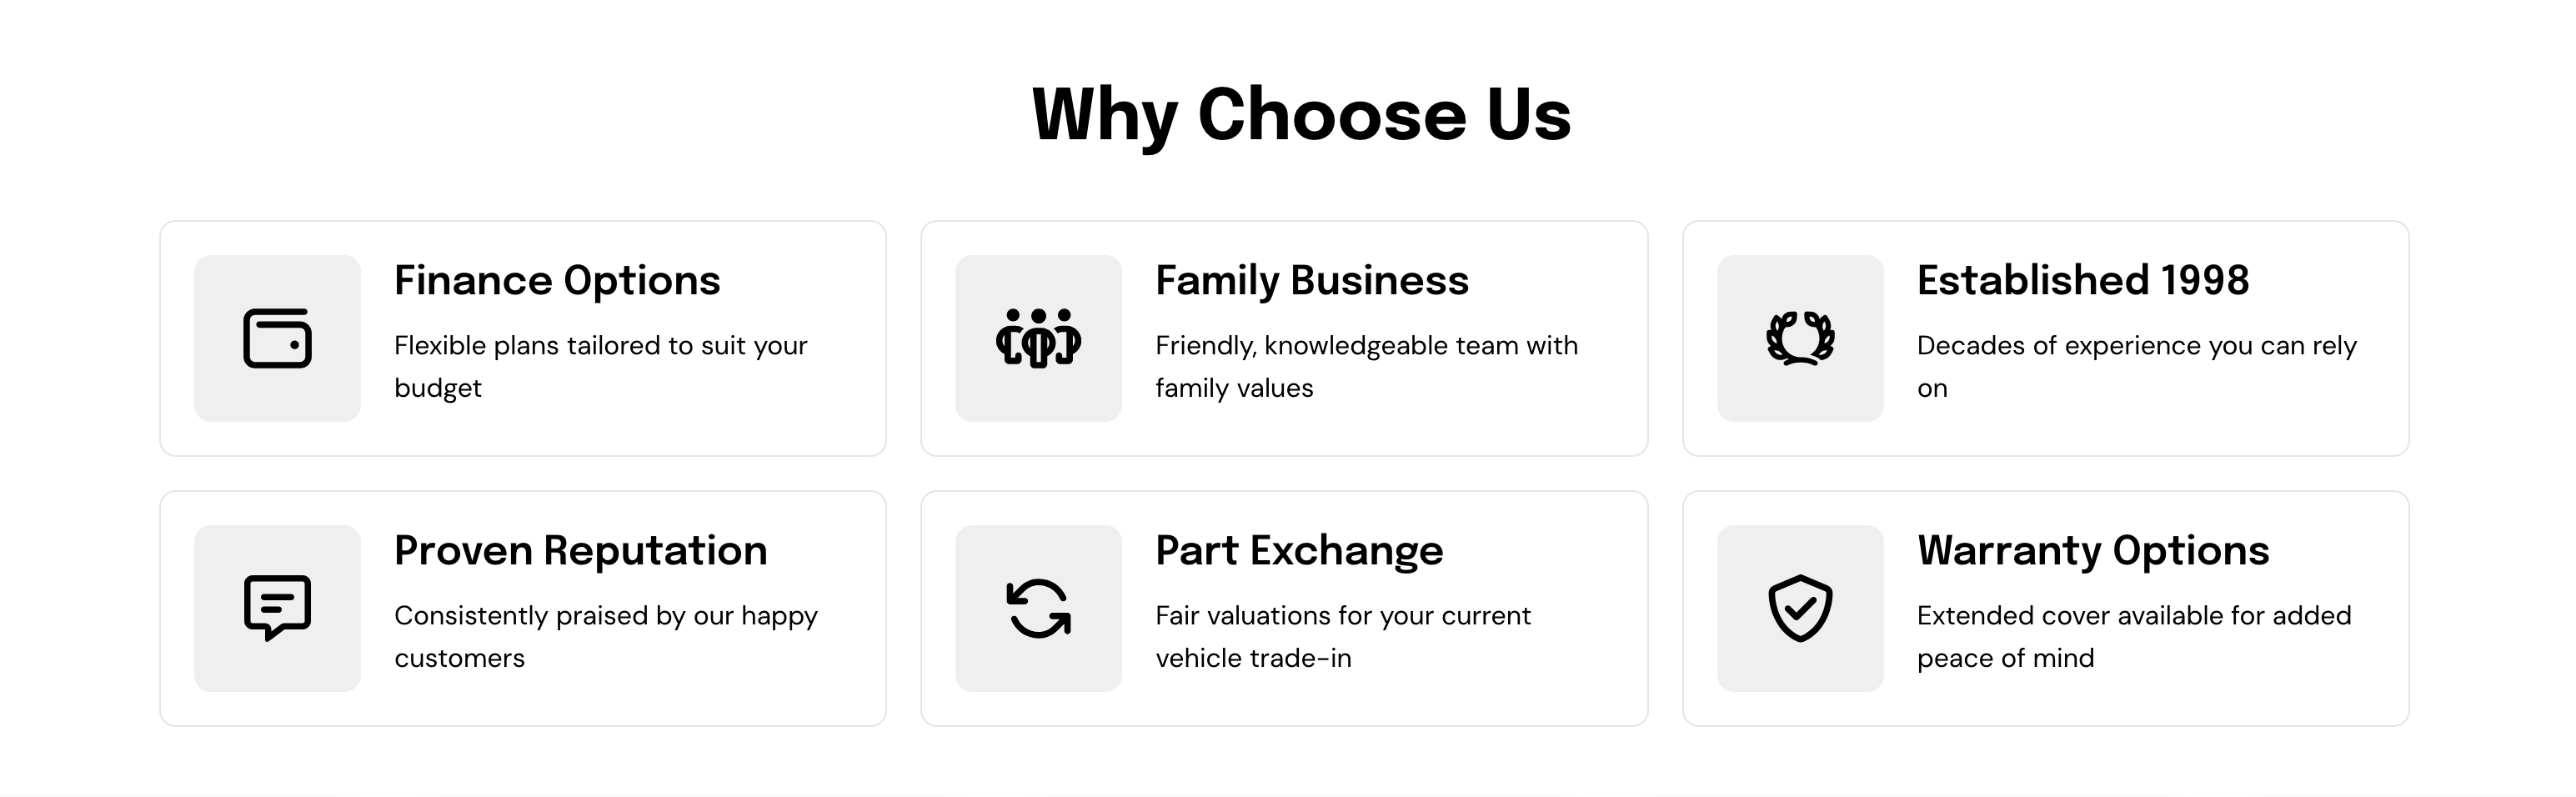 Why Choose Us
Finance Options
Flexible plans tailored to suit your
budget
Family Business
Friendly, knowledgeable team with
family values
Established 1998
Decades of experience you can rely
on
Proven Reputation
Consistently praised by our happy
customers
Part Exchange
Fair valuations for your current
vehicle trade-in
Warranty Options
Extended cover available for added
peace of mind